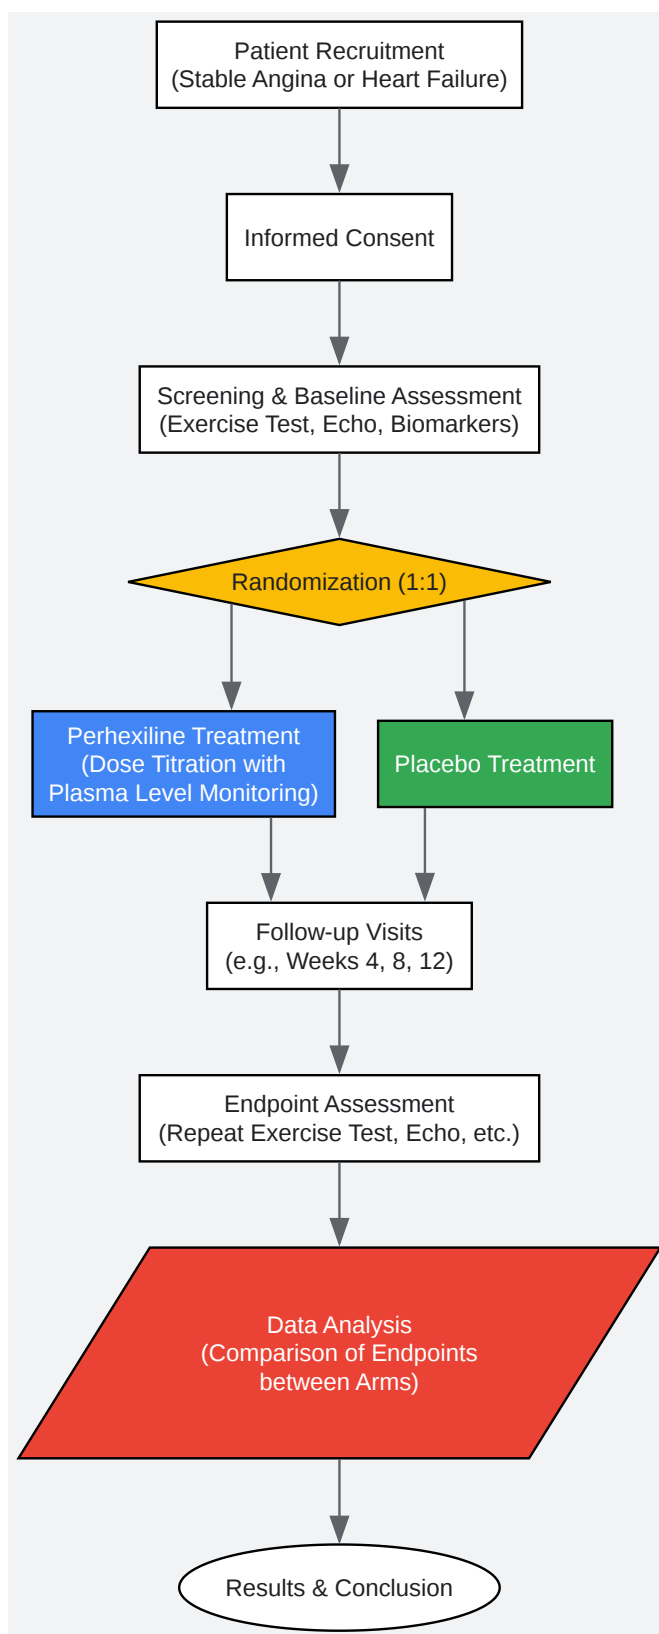 Patient Recruitment
(Stable Angina or Heart Failure)
Informed Consent
Screening & Baseline Assessment
(Exercise Test, Echo, Biomarkers)
Randomization (1:1)
Perhexiline Treatment
(Dose Titration with
Plasma Level Monitoring)
Placebo Treatment
Follow-up Visits
(e.g., Weeks 4, 8, 12)
Endpoint Assessment
(Repeat Exercise Test, Echo, etc.)
Data Analysis
(Comparison of Endpoints
between Arms)
Results & Conclusion